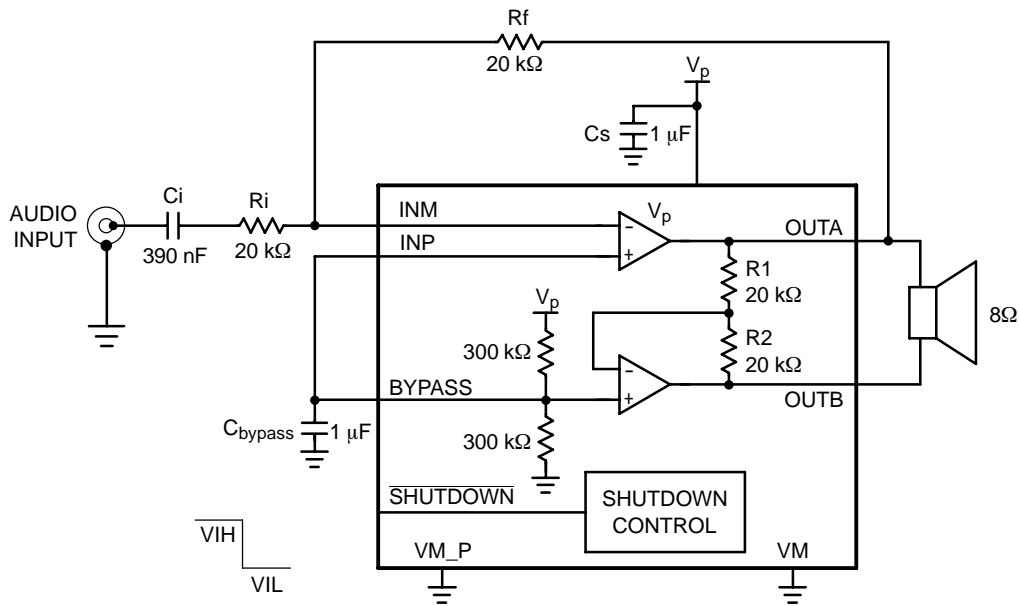 Rf
20 kΩ
Vp
Cs
1 μF
AUDIO
INPUT
Ci
390 nF
Ri
20 kΩ
INM
INP
Vp
OUTA
R1
20 kΩ
Vp
300 kΩ
R2
20 kΩ
8Ω
BYPASS
OUTB
Cbypass
1 μF
300 kΩ
SHUTDOWN
SHUTDOWN
CONTROL
VIH
VIL
VM_P
VM
−
+
−
+